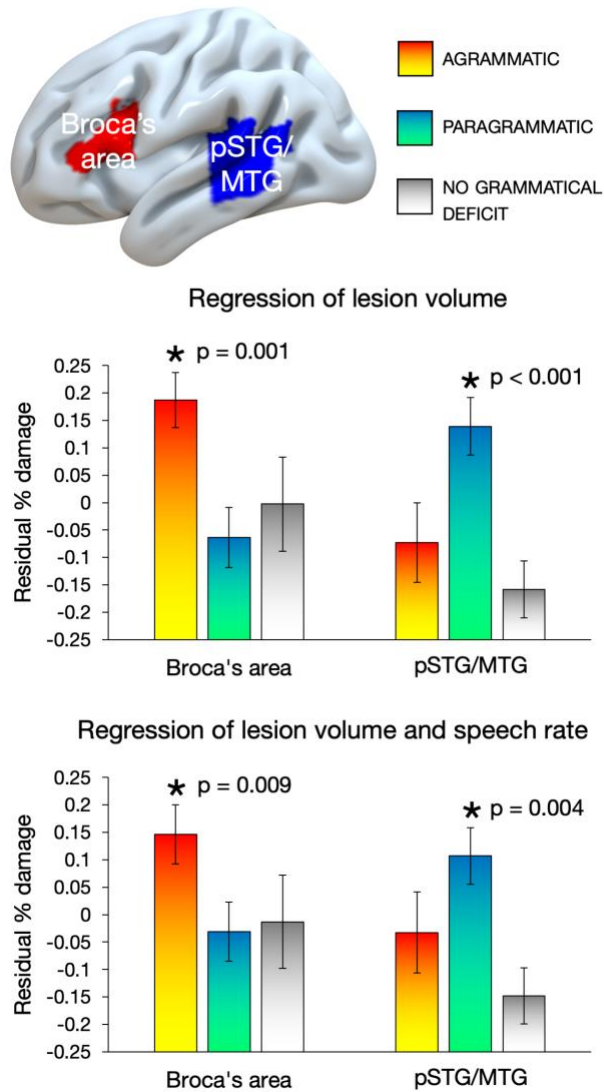 Broca's
area
pSTG/
MTG
AGRAMMATIC
PARAGRAMMATIC
NO GRAMMATICAL
DEFICIT
Regression of lesion volume
Residual % damage
0.25
0.2
0.15
0.1
0.05
0
-0.05
-0.1
-0.15
-0.2
-0.25
* p = 0.001
* p < 0.001
Broca's area
pSTG/MTG
Regression of lesion volume and speech rate
Residual % damage
0.25
0.2
0.15
0.1
0.05
0
-0.05
-0.1
-0.15
-0.2
-0.25
* p = 0.009
* p = 0.004
Broca's area
pSTG/MTG